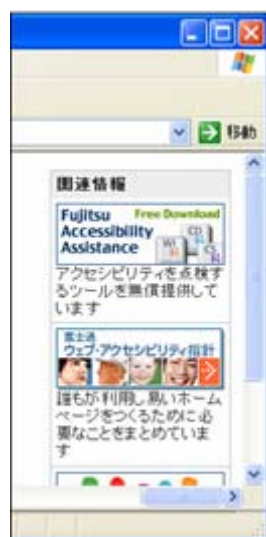 移動
関連情報
Fujitsu Free Download
Accessibility
Assistance
WI
CD
CS
アクセシビリティを点検す
るツールを無償提供して
います
富士通
ウェブ・アクセシビリティ指針
誰もが利用し易いホーム
ページをつくるために必
要なことをまとめていま
す